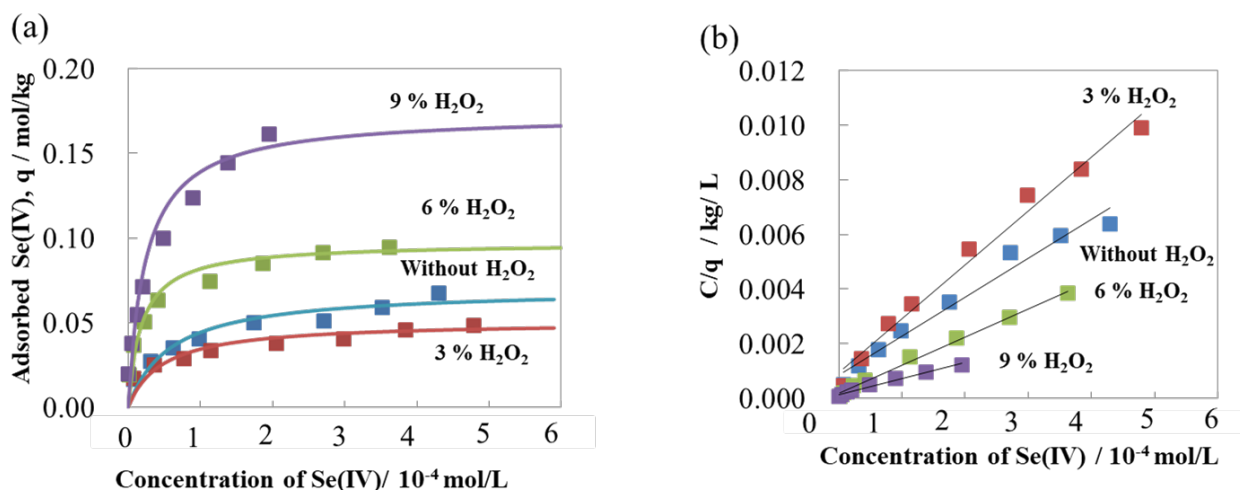 (a)
Adsorbed Se(IV), q / mol/kg
0.20
0.15
0.10
0.05
0.00
9 % H₂O₂
6 % H₂O₂
Without H₂O₂
3 % H₂O₂
0 1 2 3 4 5 6
Concentration of Se(IV)/ 10⁻⁴ mol/L
(b)
C/q / kg/ L
0.012
0.010
0.008
0.006
0.004
0.002
0.000
3 % H₂O₂
Without H₂O₂
6 % H₂O₂
9 % H₂O₂
0 1 2 3 4 5 6
Concentration of Se(IV) / 10⁻⁴ mol/L